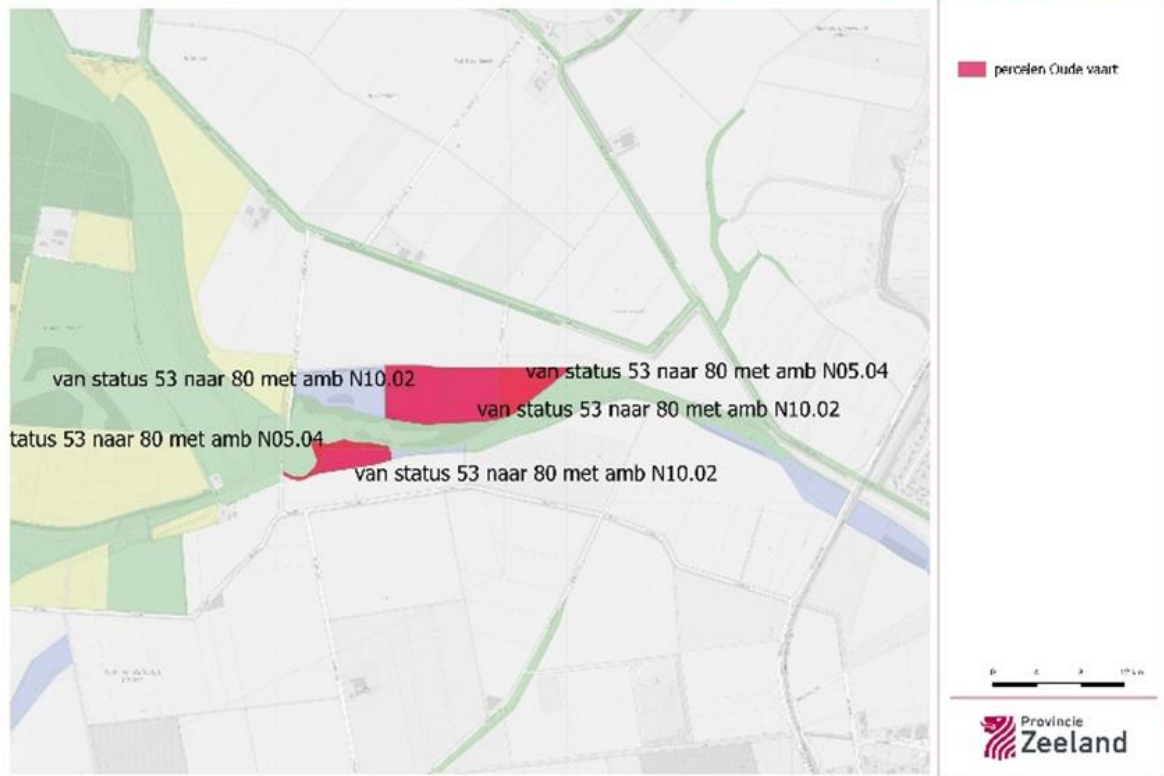 percelen Oude vaart
van status 53 naar 80 met amb N05.04
van status 53 naar 80 met amb N10.02
van status 53 naar 80 met amb N10.02
tatus 53 naar 80 met amb N05.04
van status 53 naar 80 met amb N10.02
Provincie
Zeeland